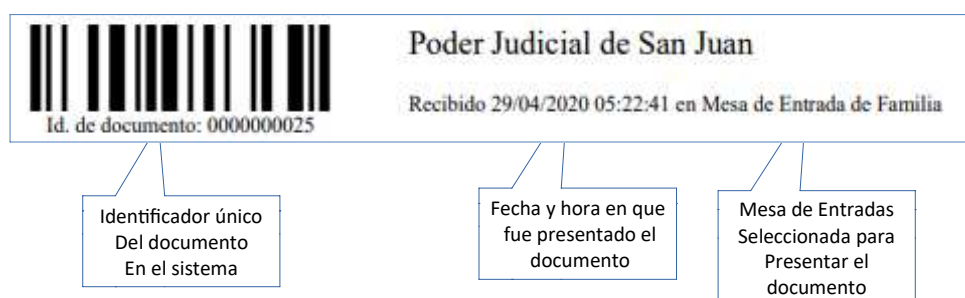 Poder Judicial de San Juan
Recibido 29/04/2020 05:22:41 en Mesa de Entrada de Familia
Id. de documento: 0000000025
Identificador único
Del documento
En el sistema
Fecha y hora en que
fue presentado el
documento
Mesa de Entradas
Seleccionada para
Presentar el
documento